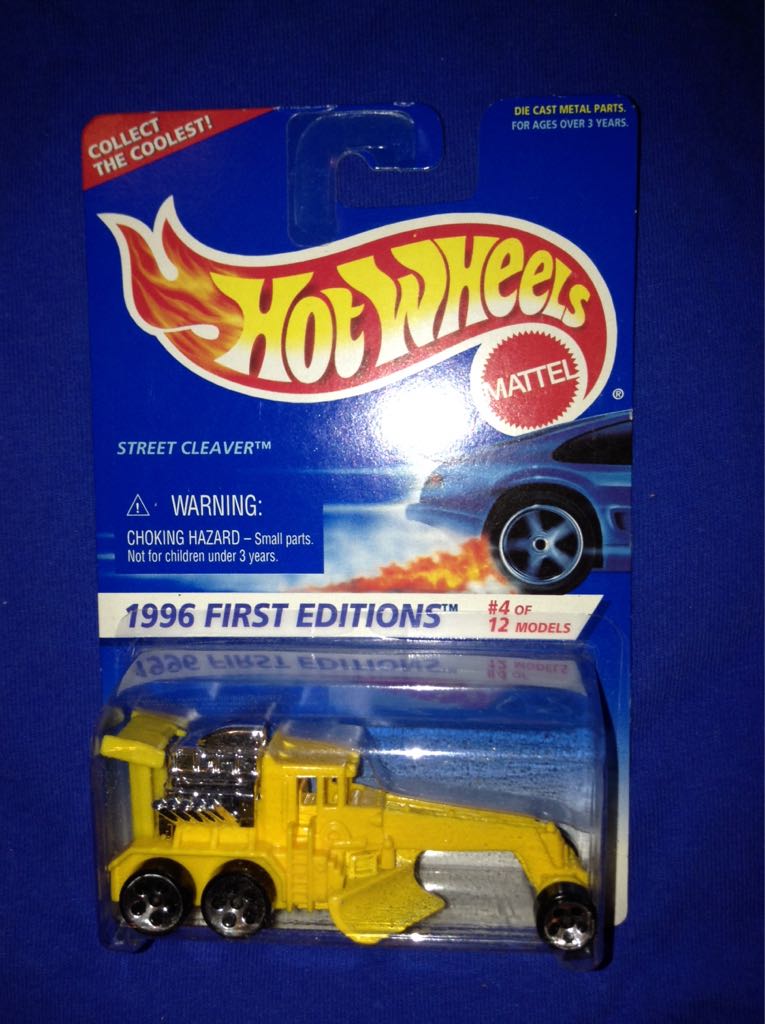 COLLECT
THE COOLEST!
DIE CAST METAL PARTS.
FOR AGES OVER 3 YEARS.
HOT WHEELS
MATTEL
®
STREET CLEAVER™
WARNING:
CHOKING HAZARD – Small parts.
Not for children under 3 years.
1996 FIRST EDITIONS™
#4 OF
12 MODELS